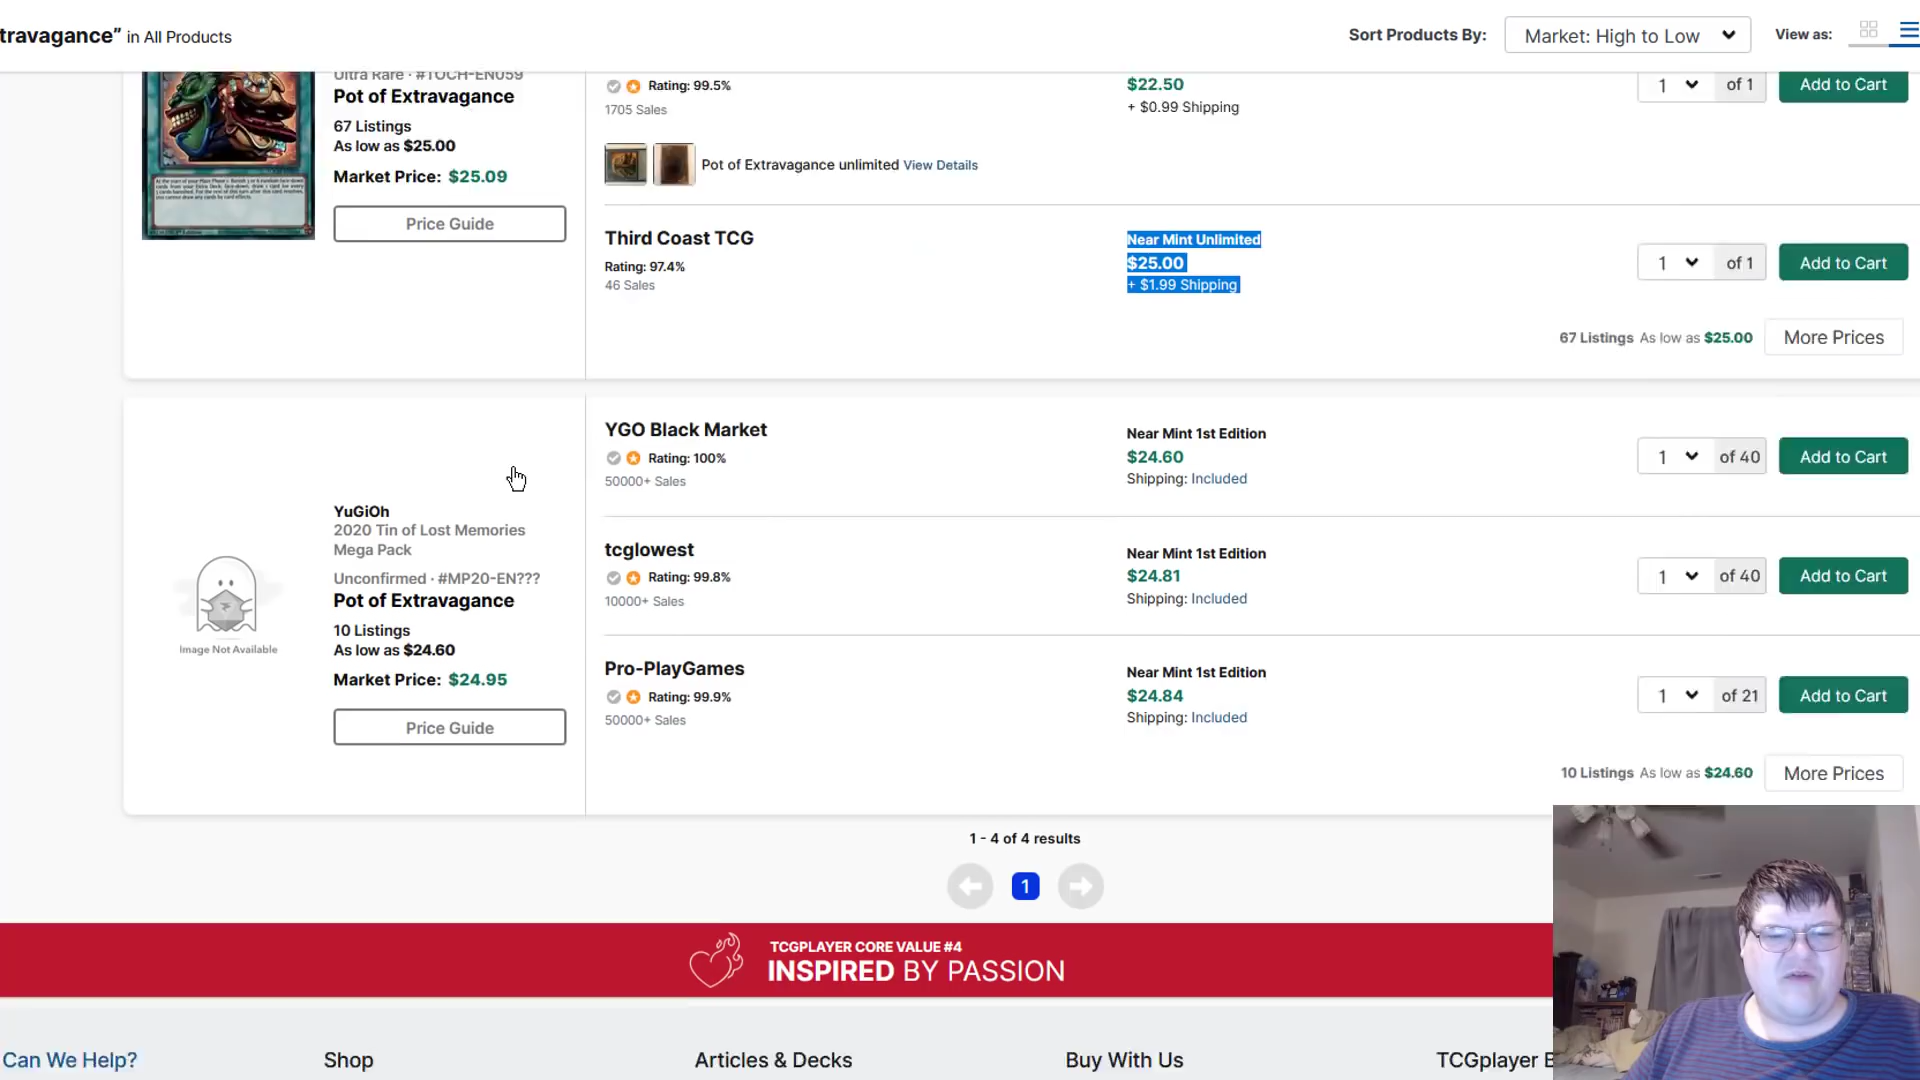 travagance” in All Products
Sort Products By:
Market: High to Low
View as:
Ultra Rare · #TOCH-EN059
Pot of Extravagance
67 Listings
As low as $25.00
Market Price: $25.09
Price Guide
Rating: 99.5%
1705 Sales
$22.50
+ $0.99 Shipping
1
of 1
Add to Cart
Pot of Extravagance unlimited View Details
Third Coast TCG
Rating: 97.4%
46 Sales
Near Mint Unlimited
$25.00
+ $1.99 Shipping
1
of 1
Add to Cart
67 Listings As low as $25.00
More Prices
YuGiOh
2020 Tin of Lost Memories
Mega Pack
Unconfirmed · #MP20-EN???
Pot of Extravagance
10 Listings
As low as $24.60
Market Price: $24.95
Price Guide
Image Not Available
YGO Black Market
Rating: 100%
50000+ Sales
Near Mint 1st Edition
$24.60
Shipping: Included
1
of 40
Add to Cart
tcglowest
Rating: 99.8%
10000+ Sales
Near Mint 1st Edition
$24.81
Shipping: Included
1
of 40
Add to Cart
Pro-PlayGames
Rating: 99.9%
50000+ Sales
Near Mint 1st Edition
$24.84
Shipping: Included
1
of 21
Add to Cart
10 Listings As low as $24.60
More Prices
1 - 4 of 4 results
1
TCGPLAYER CORE VALUE #4
INSPIRED BY PASSION
Can We Help?
Shop
Articles & Decks
Buy With Us
TCGplayer